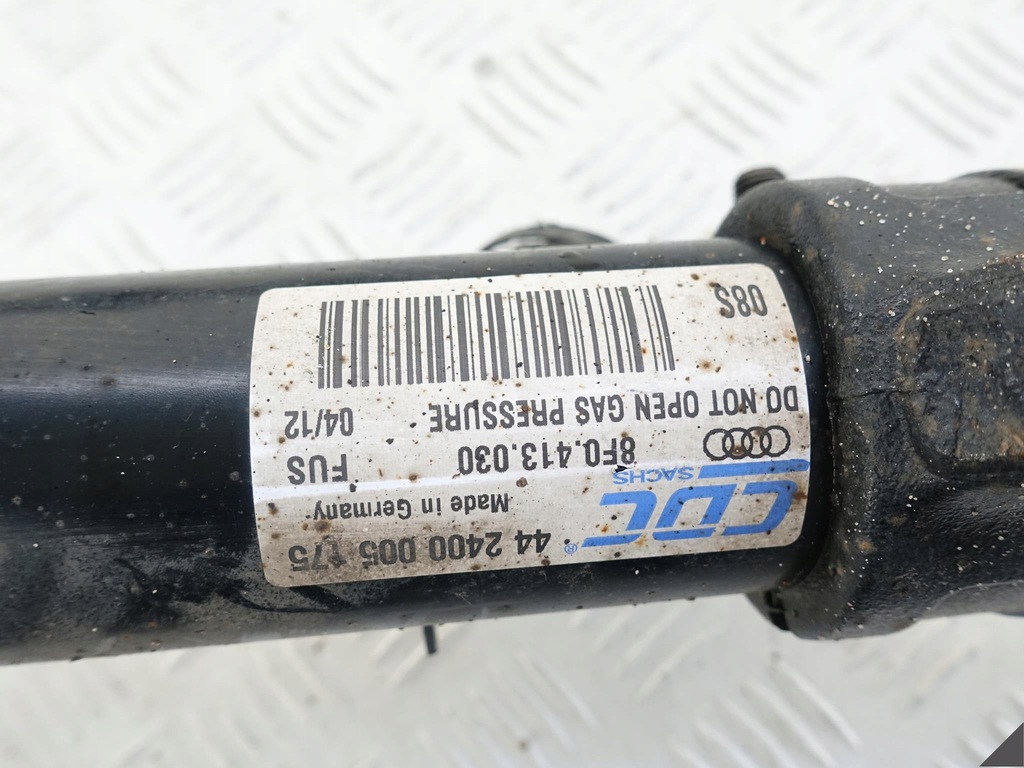 CDC® 44 2400 005 175
SACHS Made in Germany
8F0.413.030 FUS
DO NOT OPEN GAS PRESSURE 04/12
08S